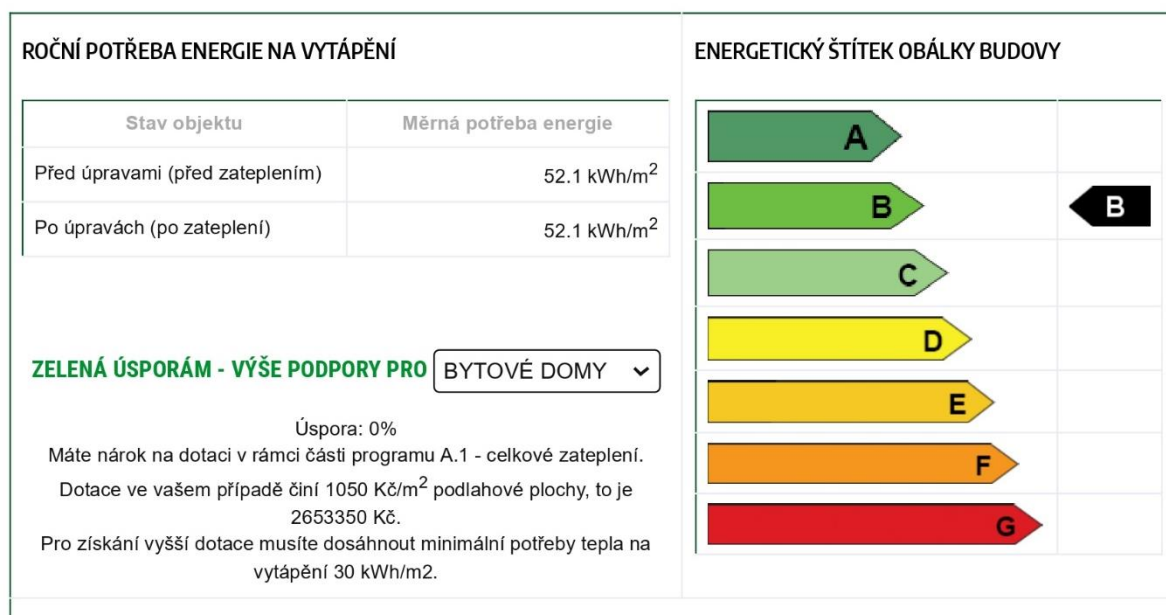 ROČNÍ POTŘEBA ENERGIE NA VYTÁPĚNÍ
Stav objektu Měrná potřeba energie
Před úpravami (před zateplením) 52.1 kWh/m²
Po úpravách (po zateplení) 52.1 kWh/m²
ZELENÁ ÚSPORÁM - VÝŠE PODPORY PRO BYTOVÉ DOMY
Úspora: 0%
Máte nárok na dotaci v rámci části programu A.1 - celkové zateplení.
Dotace ve vašem případě činí 1050 Kč/m² podlahové plochy, to je
2653350 Kč.
Pro získání vyšší dotace musíte dosáhnout minimální potřeby tepla na
vytápění 30 kWh/m2.
ENERGETICKÝ ŠTÍTEK OBÁLKY BUDOVY
A
B B
C
D
E
F
G